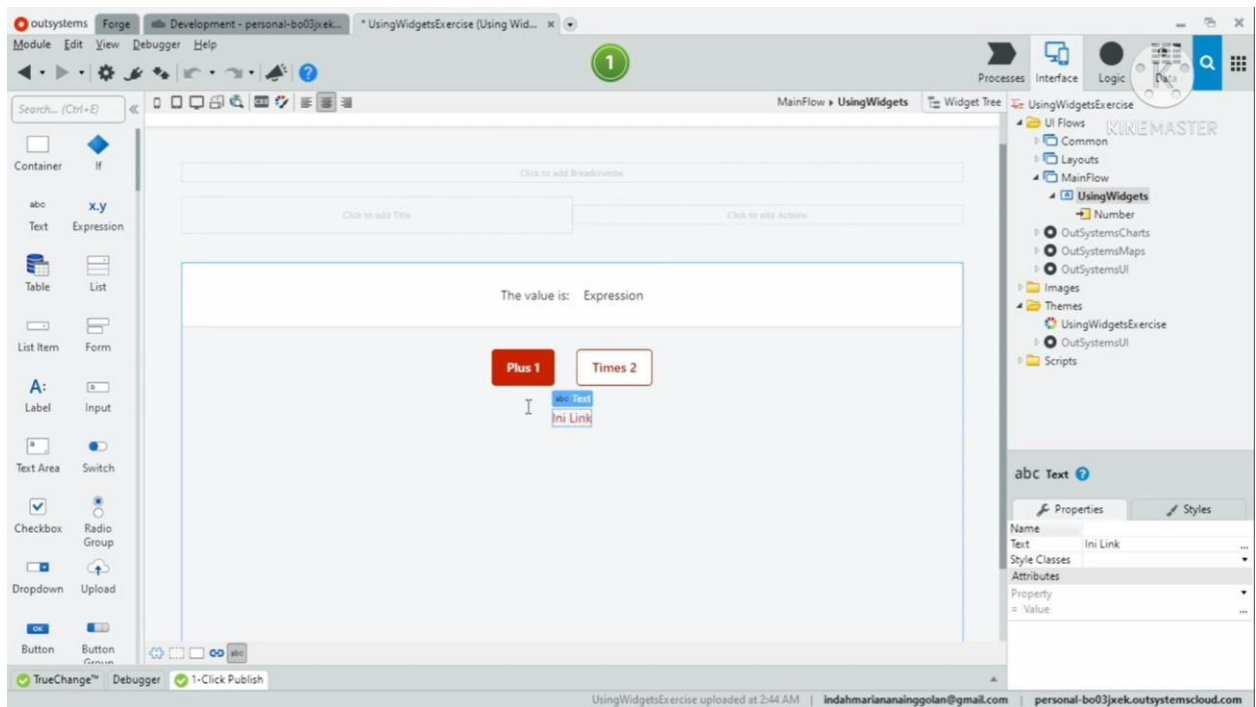 outsystems Forge Development - personal-bo03jxek... * UsingWidgetsExercise (Using Wid... x
Module Edit View Debugger Help
1
Processes Interface Logic Data
Search... (Ctrl+E)
CSS
MainFlow UsingWidgets Widget Tree
UsingWidgetsExercise
UI Flows
KINEMASTER
Common
Layouts
MainFlow
UsingWidgets
Number
OutSystemsCharts
OutSystemsMaps
OutSystemsUI
Images
Themes
UsingWidgetsExercise
OutSystemsUI
Scripts
Container If
abc x.y
Text Expression
Table List
List Item Form
A: a
Label Input
a
Text Area Switch
Checkbox Radio Group
Dropdown Upload
OK
Button Button Group
Click to add Breadcrumbs
Click to add Title Click to add Actions
The value is: Expression
Plus 1 Times 2
abc Text
Ini Link
abc Text ?
Properties Styles
Name
Text Ini Link ...
Style Classes
Attributes
Property
= Value ...
abc
TrueChange™ Debugger 1-Click Publish
UsingWidgetsExercise uploaded at 2:44 AM | indahmariananainggolan@gmail.com | personal-bo03jxek.outsystemscloud.com